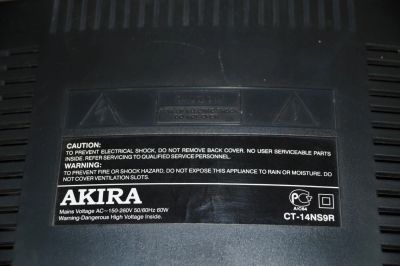 CAUTION:
TO PREVENT ELECTRICAL SHOCK, DO NOT REMOVE BACK COVER. NO USER SERVICEABLE PARTS
INSIDE, REFER SERVICING TO QUALIFIED SERVICE PERSONNEL.
WARNING:
TO PREVENT FIRE OR SHOCK HAZARD, DO NOT EXPOSE THIS APPLIANCE TO RAIN OR MOISTURE. DO
NOT COVER VENTILATION SLOTS.
AKIRA
Mains Voltage AC~150-260V 50/60Hz 60W
Warning-Dangerous High Voltage Inside.
CT-14NS9R